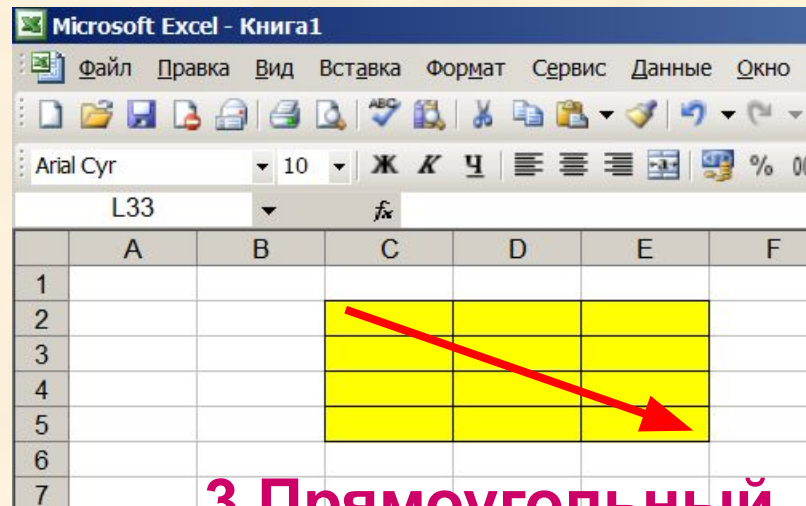 Microsoft Excel - Книга1
Файл Правка Вид Вставка Формат Сервис Данные Окно
Arial Cyr 10 Ж К Ч %
L33 fx
A B C D E F
1
2
3
4
5
6
7
3 Прямоугольный